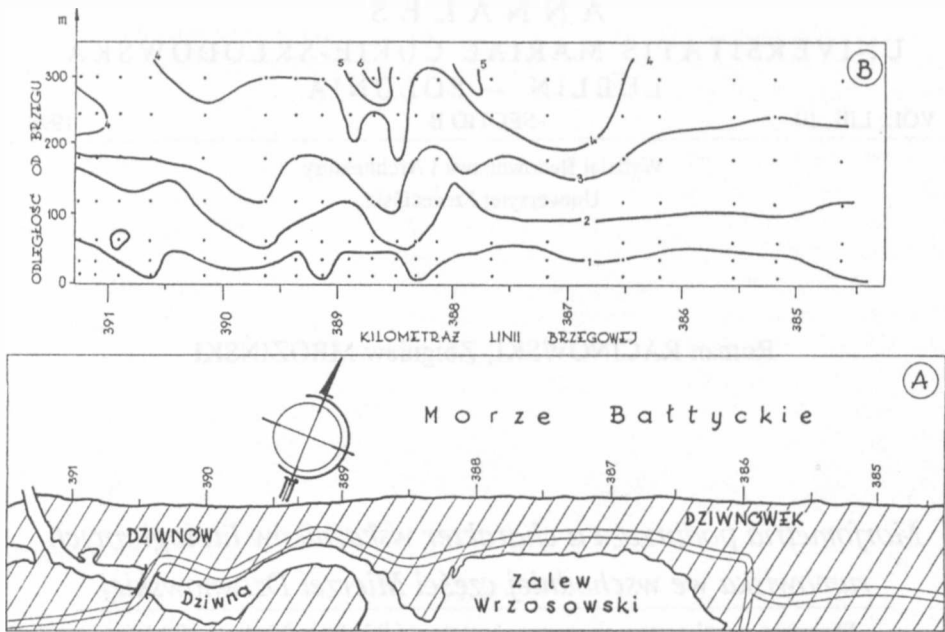 m
B
300
200
100
0
ODLEGŁOŚĆ OD BRZEGU
4
4
5
6
5
4
4
3
2
1
391
390
389
388
387
386
385
KILOMETRAŻ LINII BRZEGOWEJ
A
Morze Bałtyckie
391
390
389
388
387
386
385
DZIWNÓW
DZIWNÓWEK
Dziwna
Zalew
Wrzosowski